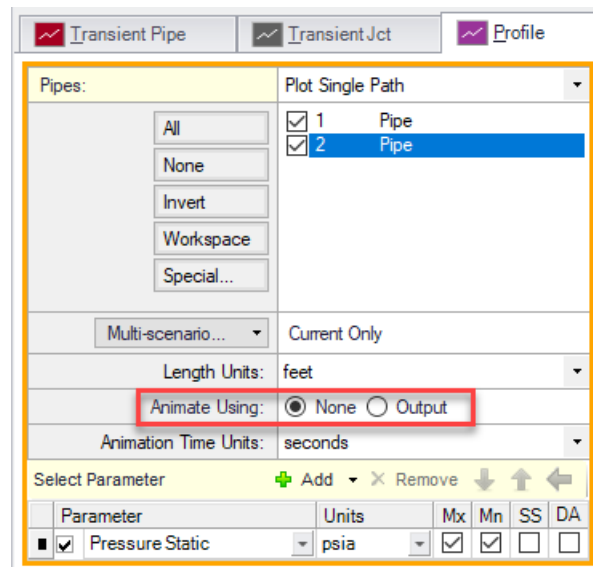 Transient Pipe Transient Jct Profile
Pipes: Plot Single Path
All
None
Invert
Workspace
Special...
1 Pipe
2 Pipe
Multi-scenario... Current Only
Length Units: feet
Animate Using: None Output
Animation Time Units: seconds
Select Parameter Add Remove
Parameter Units Mx Mn SS DA
Pressure Static psia